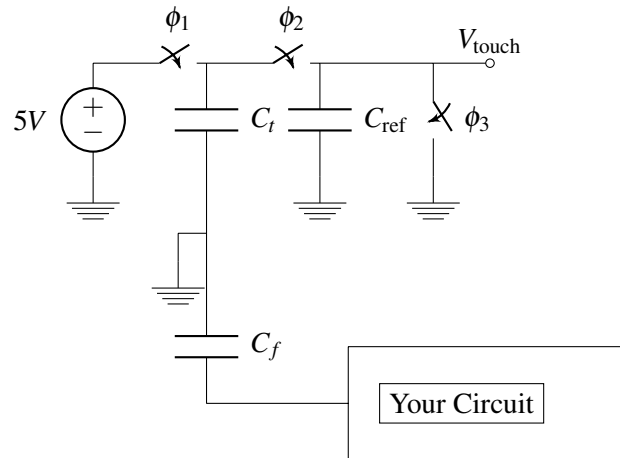 ϕ₁
ϕ₂
V_touch
5V
+
−
C_t
C_ref
ϕ₃
C_f
Your Circuit